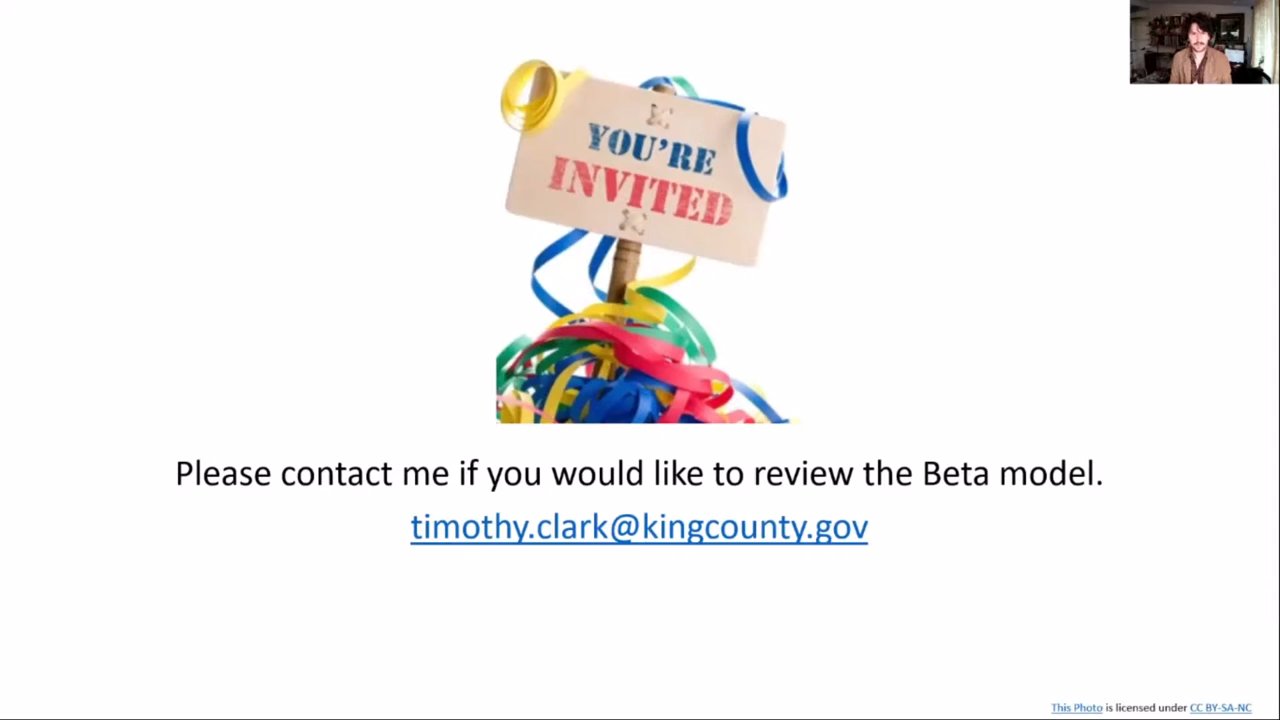 YOU'RE
INVITED
Please contact me if you would like to review the Beta model.
timothy.clark@kingcounty.gov
This Photo is licensed under CC BY-SA-NC